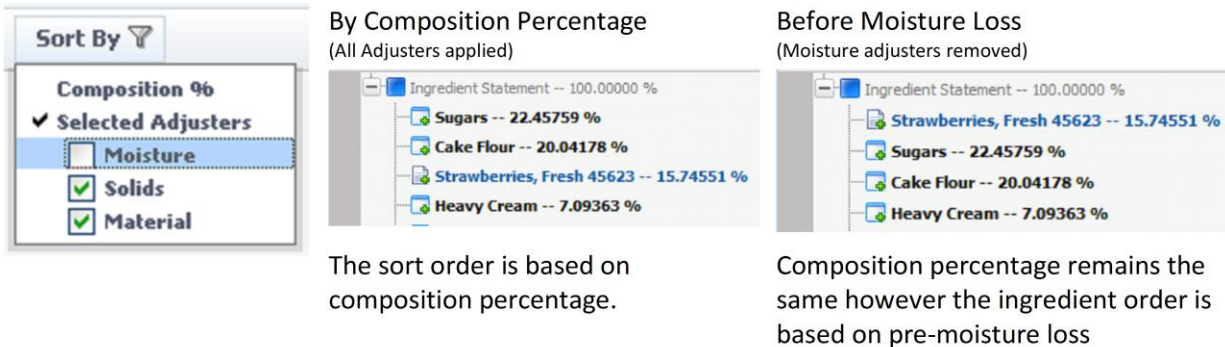 Sort By
Composition %
Selected Adjusters
Moisture
Solids
Material
By Composition Percentage
(All Adjusters applied)
Ingredient Statement -- 100.00000 %
Sugars -- 22.45759 %
Cake Flour -- 20.04178 %
Strawberries, Fresh 45623 -- 15.74551 %
Heavy Cream -- 7.09363 %
The sort order is based on
composition percentage.
Before Moisture Loss
(Moisture adjusters removed)
Ingredient Statement -- 100.00000 %
Strawberries, Fresh 45623 -- 15.74551 %
Sugars -- 22.45759 %
Cake Flour -- 20.04178 %
Heavy Cream -- 7.09363 %
Composition percentage remains the
same however the ingredient order is
based on pre-moisture loss